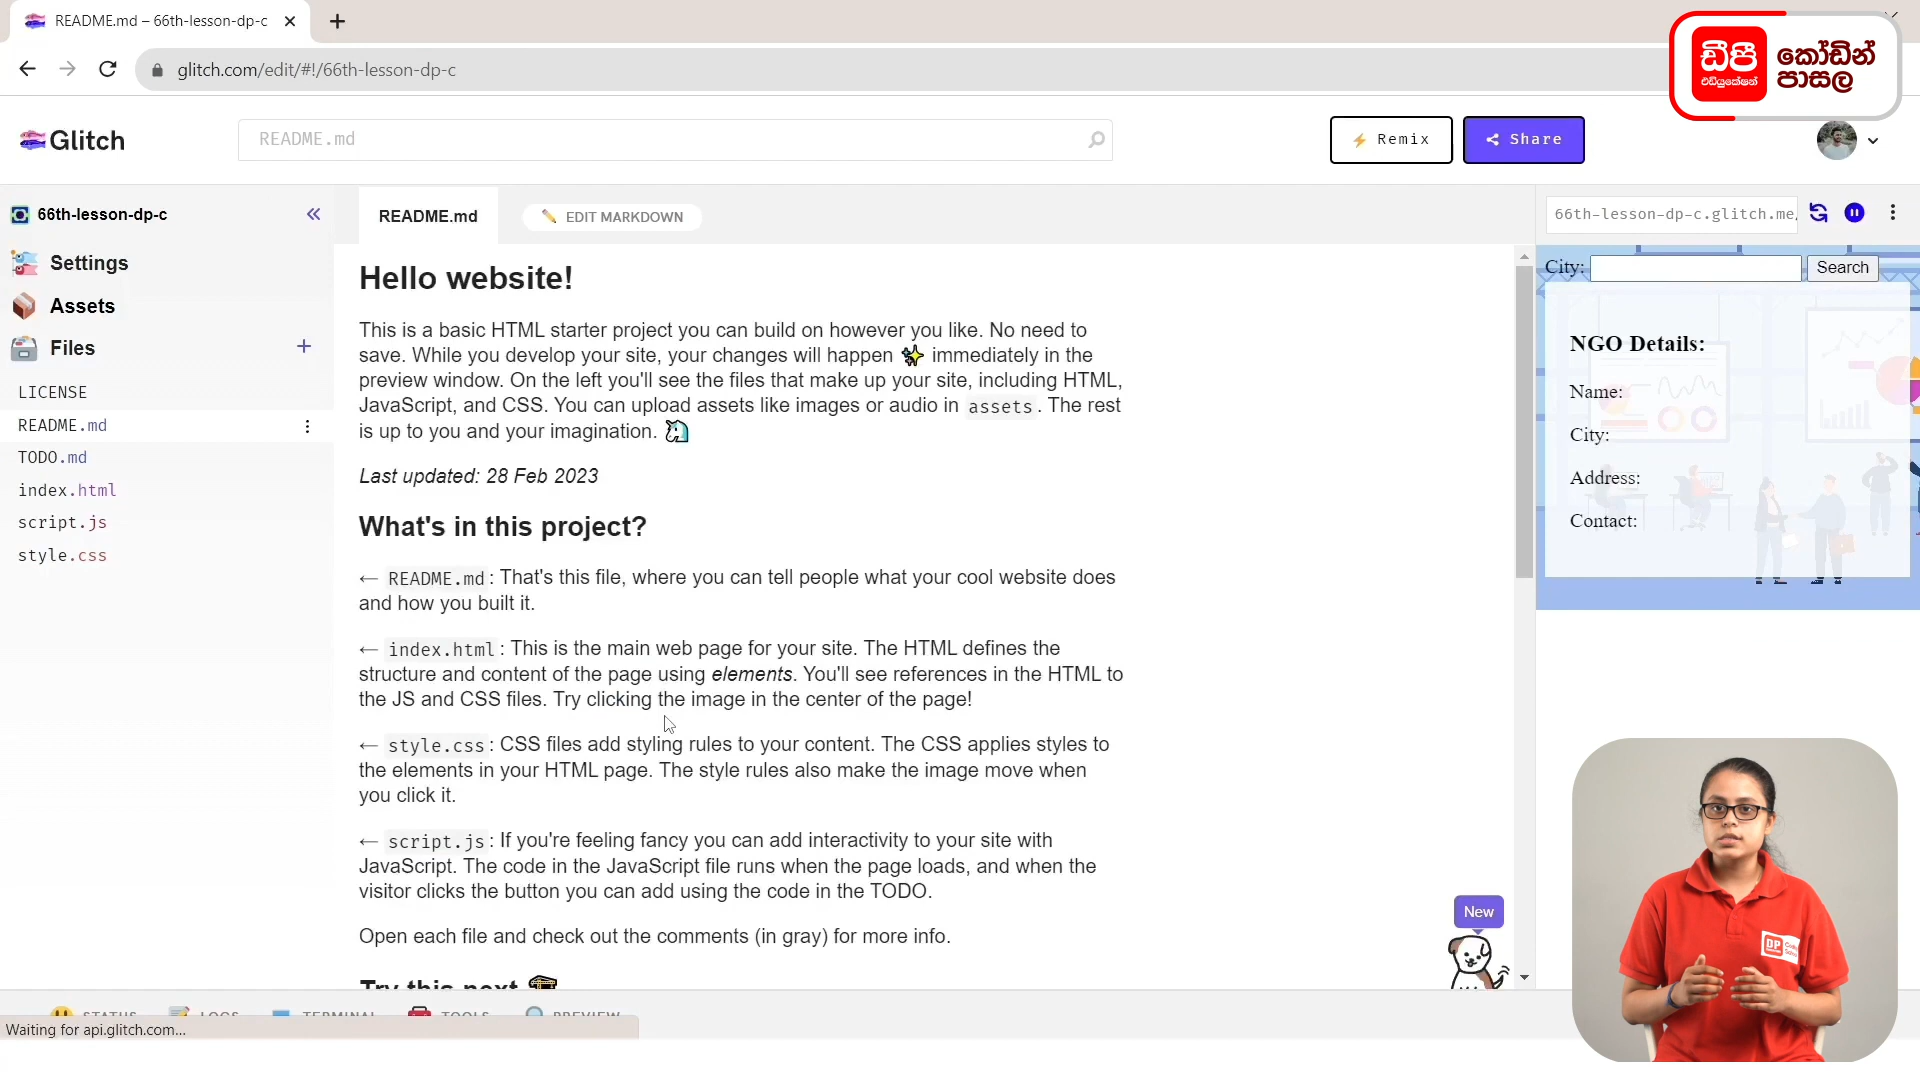 README.md – 66th-lesson-dp-c
glitch.com/edit/#!/66th-lesson-dp-c
ඩීපී
එඩියුකේෂන්
කෝඩින්
පාසල
Glitch
README.md
Remix
Share
66th-lesson-dp-c
Settings
Assets
Files
LICENSE
README.md
TODO.md
index.html
script.js
style.css
README.md
EDIT MARKDOWN
Hello website!
This is a basic HTML starter project you can build on however you like. No need to
save. While you develop your site, your changes will happen ✨ immediately in the
preview window. On the left you'll see the files that make up your site, including HTML,
JavaScript, and CSS. You can upload assets like images or audio in assets. The rest
is up to you and your imagination. 🦄
Last updated: 28 Feb 2023
What's in this project?
← README.md: That's this file, where you can tell people what your cool website does
and how you built it.
← index.html: This is the main web page for your site. The HTML defines the
structure and content of the page using elements. You'll see references in the HTML to
the JS and CSS files. Try clicking the image in the center of the page!
← style.css: CSS files add styling rules to your content. The CSS applies styles to
the elements in your HTML page. The style rules also make the image move when
you click it.
← script.js: If you're feeling fancy you can add interactivity to your site with
JavaScript. The code in the JavaScript file runs when the page loads, and when the
visitor clicks the button you can add using the code in the TODO.
Open each file and check out the comments (in gray) for more info.
Try this next 🏗
66th-lesson-dp-c.glitch.me/
City:
Search
NGO Details:
Name:
City:
Address:
Contact:
New
STATUS
LOGS
TERMINAL
TOOLS
PREVIEW
Waiting for api.glitch.com...
DP